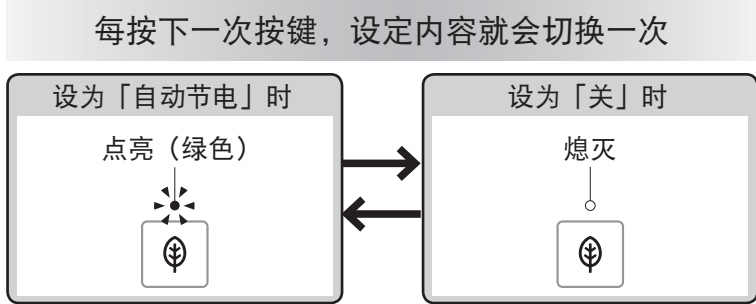 每按下一次按键，设定内容就会切换一次
设为「自动节电」时
点亮（绿色）
设为「关」时
熄灭